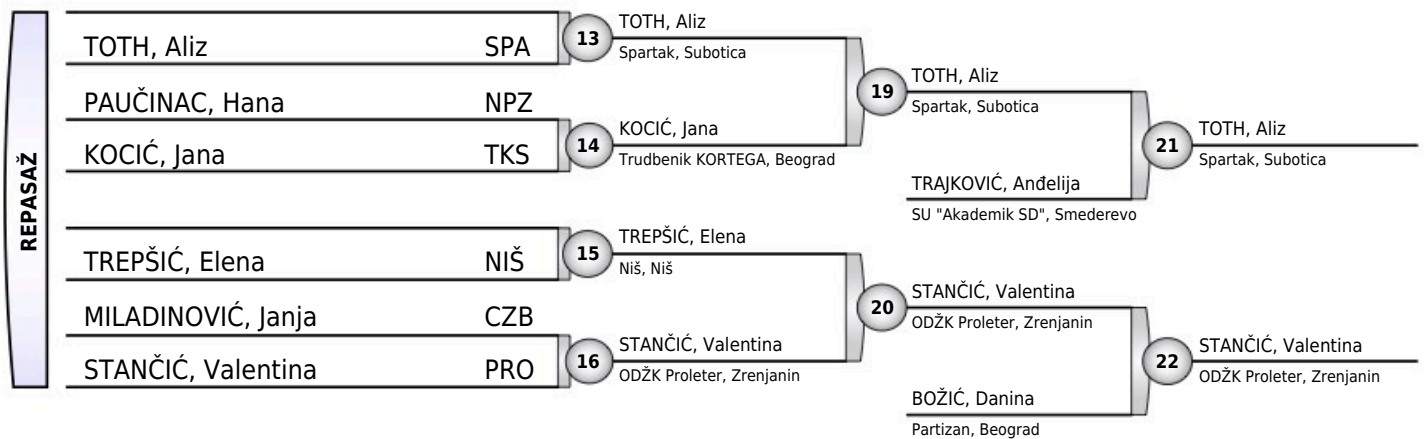 REPASAŽ
TOTH, Aliz SPA
PAUČINAC, Hana NPZ
KOCIĆ, Jana TKS
TREPŠIĆ, Elena NIŠ
MILADINOVIĆ, Janja CZB
STANČIĆ, Valentina PRO
13
TOTH, Aliz
Spartak, Subotica
14
KOCIĆ, Jana
Trudbenik KORTEGA, Beograd
15
TREPŠIĆ, Elena
Niš, Niš
16
STANČIĆ, Valentina
ODŽK Proleter, Zrenjanin
19
TOTH, Aliz
Spartak, Subotica
TRAJKOVIĆ, Anđelija
SU "Akademik SD", Smederevo
20
STANČIĆ, Valentina
ODŽK Proleter, Zrenjanin
BOŽIĆ, Danina
Partizan, Beograd
21
TOTH, Aliz
Spartak, Subotica
22
STANČIĆ, Valentina
ODŽK Proleter, Zrenjanin